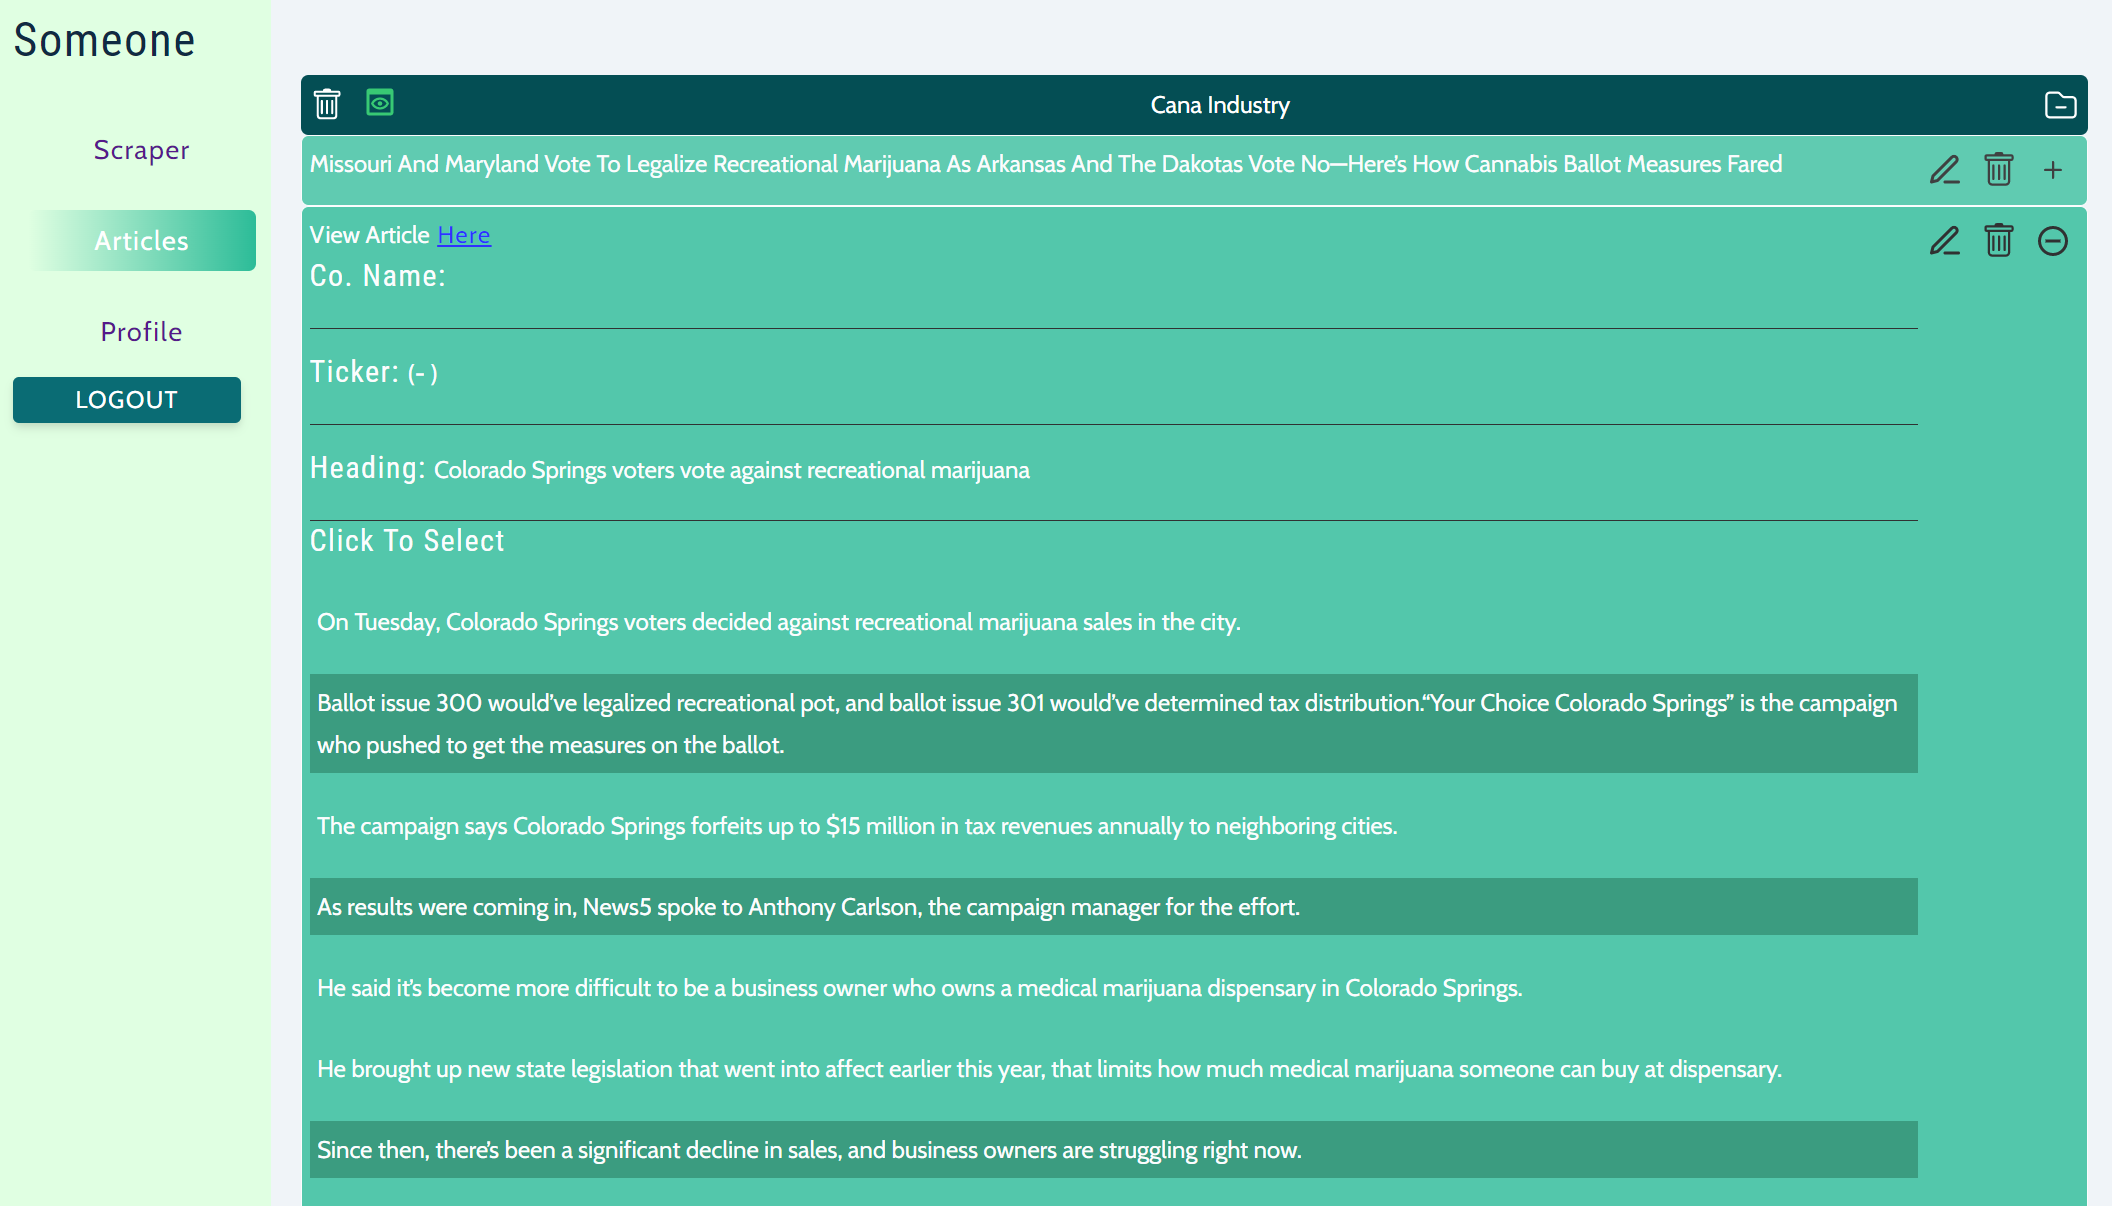 Someone
Scraper
Articles
Profile
LOGOUT
Cana Industry
Missouri And Maryland Vote To Legalize Recreational Marijuana As Arkansas And The Dakotas Vote No—Here's How Cannabis Ballot Measures Fared
View Article Here
Co. Name:
Ticker: (- )
Heading: Colorado Springs voters vote against recreational marijuana
Click To Select
On Tuesday, Colorado Springs voters decided against recreational marijuana sales in the city.
Ballot issue 300 would've legalized recreational pot, and ballot issue 301 would've determined tax distribution.“Your Choice Colorado Springs” is the campaign
who pushed to get the measures on the ballot.
The campaign says Colorado Springs forfeits up to $15 million in tax revenues annually to neighboring cities.
As results were coming in, News5 spoke to Anthony Carlson, the campaign manager for the effort.
He said it's become more difficult to be a business owner who owns a medical marijuana dispensary in Colorado Springs.
He brought up new state legislation that went into affect earlier this year, that limits how much medical marijuana someone can buy at dispensary.
Since then, there's been a significant decline in sales, and business owners are struggling right now.